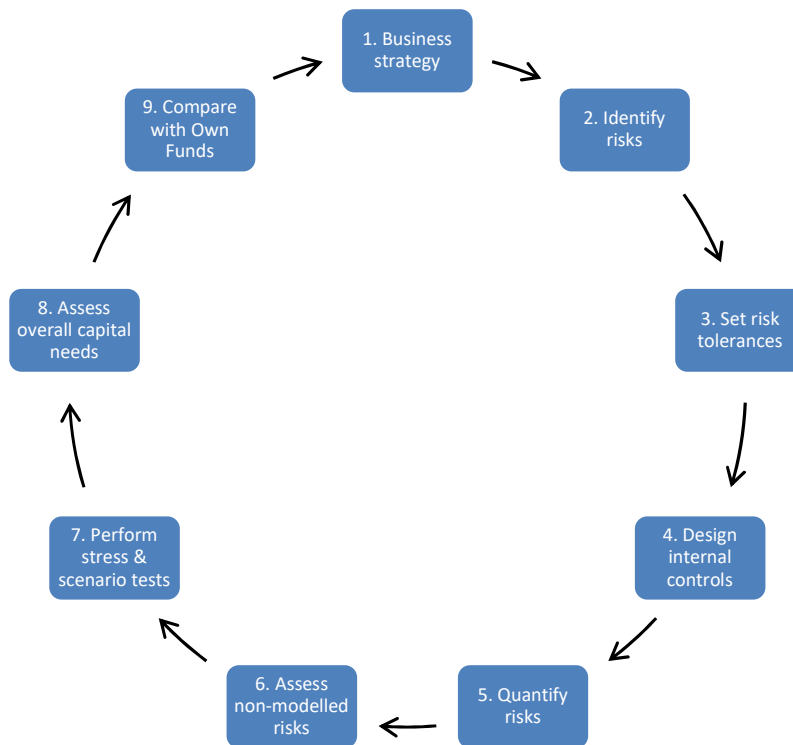 1. Business
strategy
2. Identify
risks
3. Set risk
tolerances
4. Design
internal
controls
5. Quantify
risks
6. Assess
non-modelled
risks
7. Perform
stress &
scenario tests
8. Assess
overall capital
needs
9. Compare
with Own
Funds